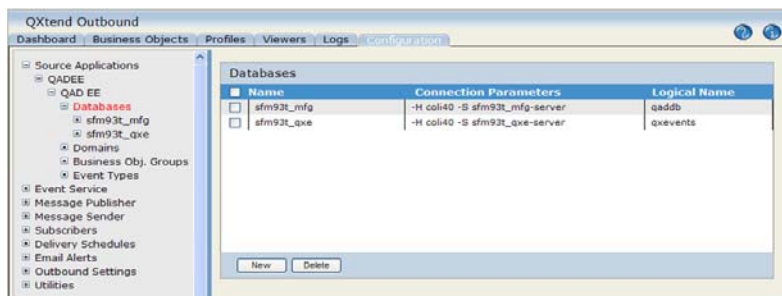 QXtend Outbound
Dashboard Business Objects Profiles Viewers Logs Configuration
Source Applications
QADEE
QAD EE
Databases
sfm93t_mfg
sfm93t_qxe
Domains
Business Obj. Groups
Event Types
Event Service
Message Publisher
Message Sender
Subscribers
Delivery Schedules
Email Alerts
Outbound Settings
Utilities
Databases
Name Connection Parameters Logical Name
sfm93t_mfg -H coli40 -S sfm93t_mfg-server qaddb
sfm93t_qxe -H coli40 -S sfm93t_qxe-server qxevents
New Delete